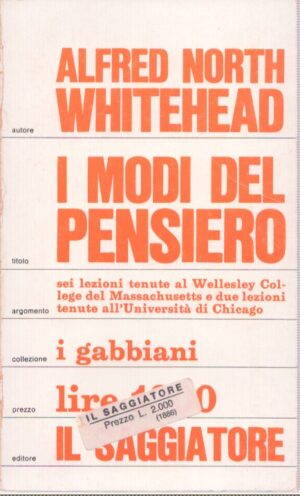 ALFRED NORTH
autore WHITEHEAD
I MODI DEL
titolo PENSIERO
sei lezioni tenute al Wellesley Col-
lege del Massachusetts e due lezioni
argomento tenute all'Università di Chicago
collezione i gabbiani
prezzo lire
IL SAGGIATORE
Prezzo L. 2.000
(1886)
editore IL SAGGIATORE